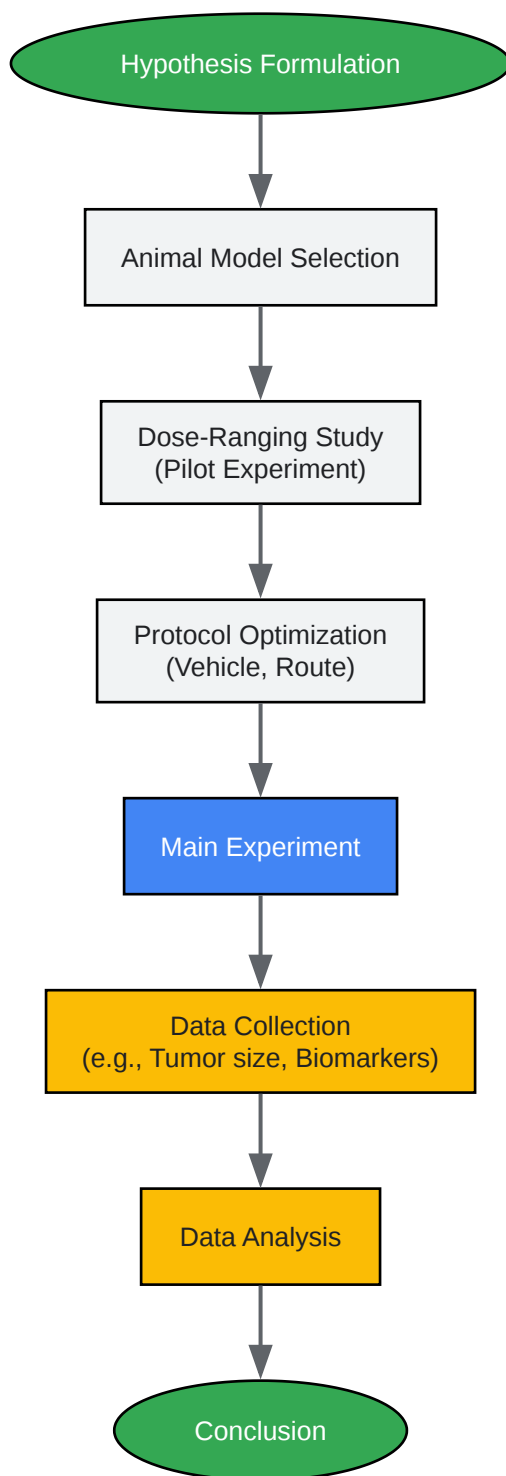 Hypothesis Formulation
Animal Model Selection
Dose-Ranging Study
(Pilot Experiment)
Protocol Optimization
(Vehicle, Route)
Main Experiment
Data Collection
(e.g., Tumor size, Biomarkers)
Data Analysis
Conclusion